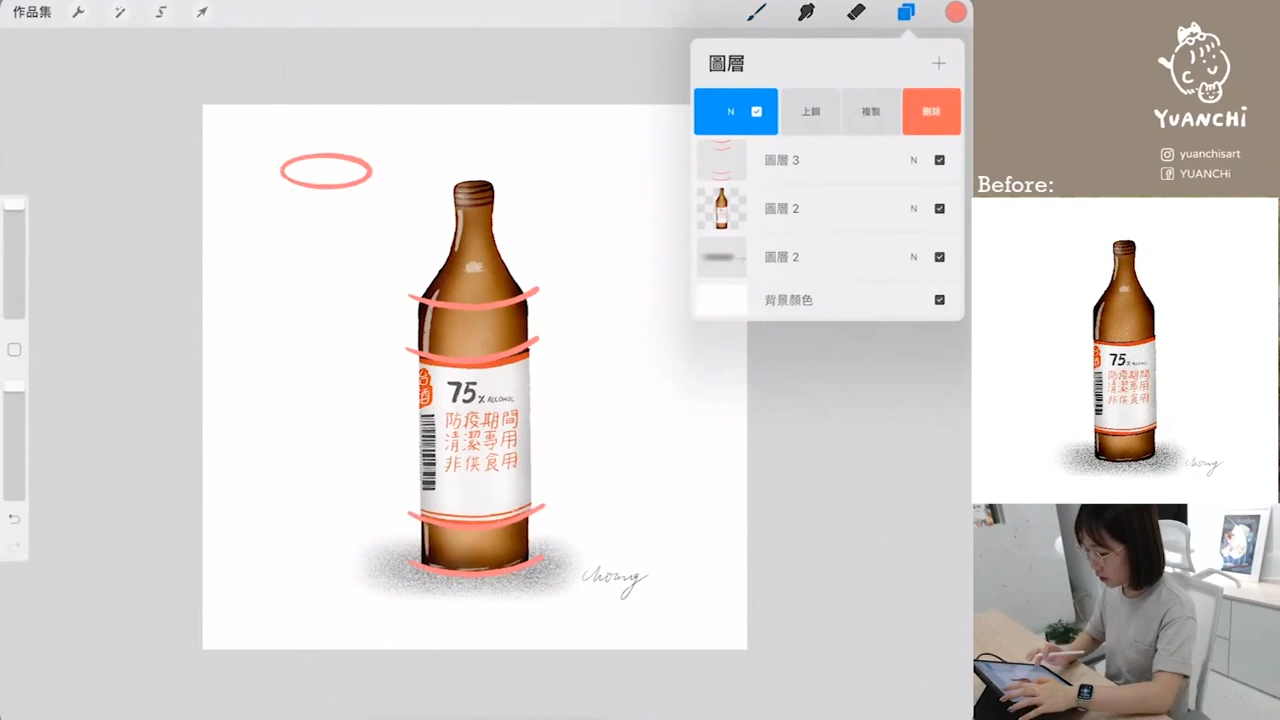 作品集
圖層
N
上鎖
複製
刪除
圖層 3
N
圖層 2
N
圖層 2
N
背景顏色
台酒
75% ALCOHOL
防疫期間
清潔專用
非供食用
Choang
YUANCHi
yuanchisart
YUANCHi
Before:
75% ALCOHOL
防疫期間
清潔專用
非供食用